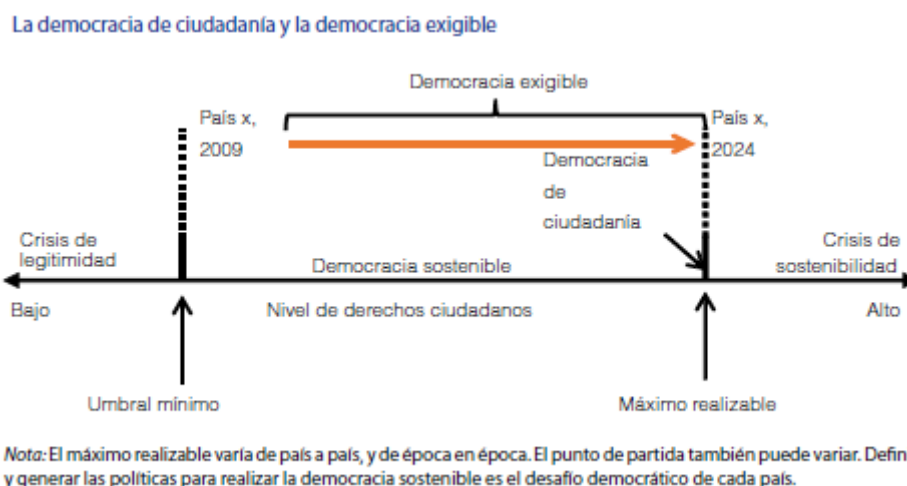 La democracia de ciudadanía y la democracia exigible
Democracia exigible
País x,
2009
País x,
2024
Democracia
de
ciudadanía
Crisis de
legitimidad
Democracia sostenible
Crisis de
sostenibilidad
Bajo
Nivel de derechos ciudadanos
Alto
Umbral mínimo
Máximo realizable
Nota: El máximo realizable varía de país a país, y de época en época. El punto de partida también puede variar. Defin
y generar las políticas para realizar la democracia sostenible es el desafío democrático de cada país.